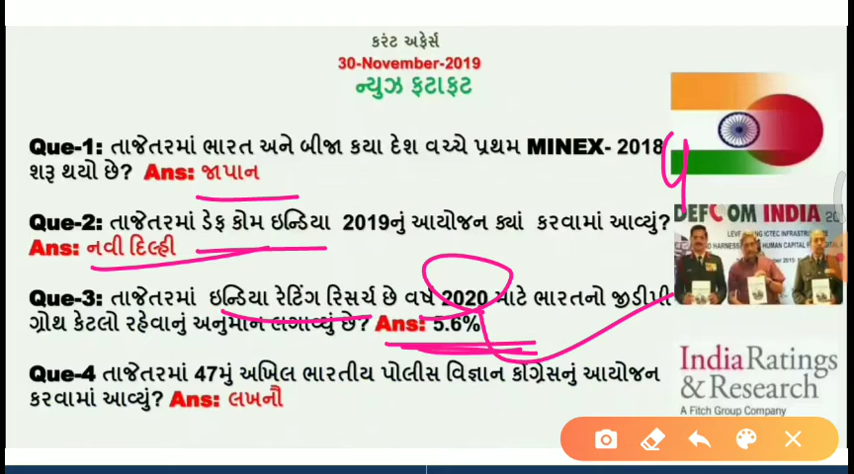 કરંટ અફેર્સ
30-November-2019
ન્યુઝ ફટાફટ
Que-1: તાજેતરમાં ભારત અને બીજા કયા દેશ વચ્ચે પ્રથમ MINEX- 2018
શરૂ થયો છે? Ans: જાપાન
Que-2: તાજેતરમાં ડેફ કોમ ઇન્ડિયા 2019નું આયોજન ક્યાં કરવામાં આવ્યું?
Ans: નવી દિલ્હી
DEFCOM INDIA 20
Que-3: તાજેતરમાં ઇન્ડિયા રેટિંગ રિસર્ચ છે વર્ષ 2020 માટે ભારતનો જીડીપી
ગ્રોથ કેટલો રહેવાનું અનુમાન લગાવ્યું છે? Ans: 5.6%
Que-4 તાજેતરમાં 47મું અખિલ ભારતીય પોલીસ વિજ્ઞાન કોંગ્રેસનું આયોજન
કરવામાં આવ્યું? Ans: લખનૌ
IndiaRatings
& Research
A Fitch Group Company